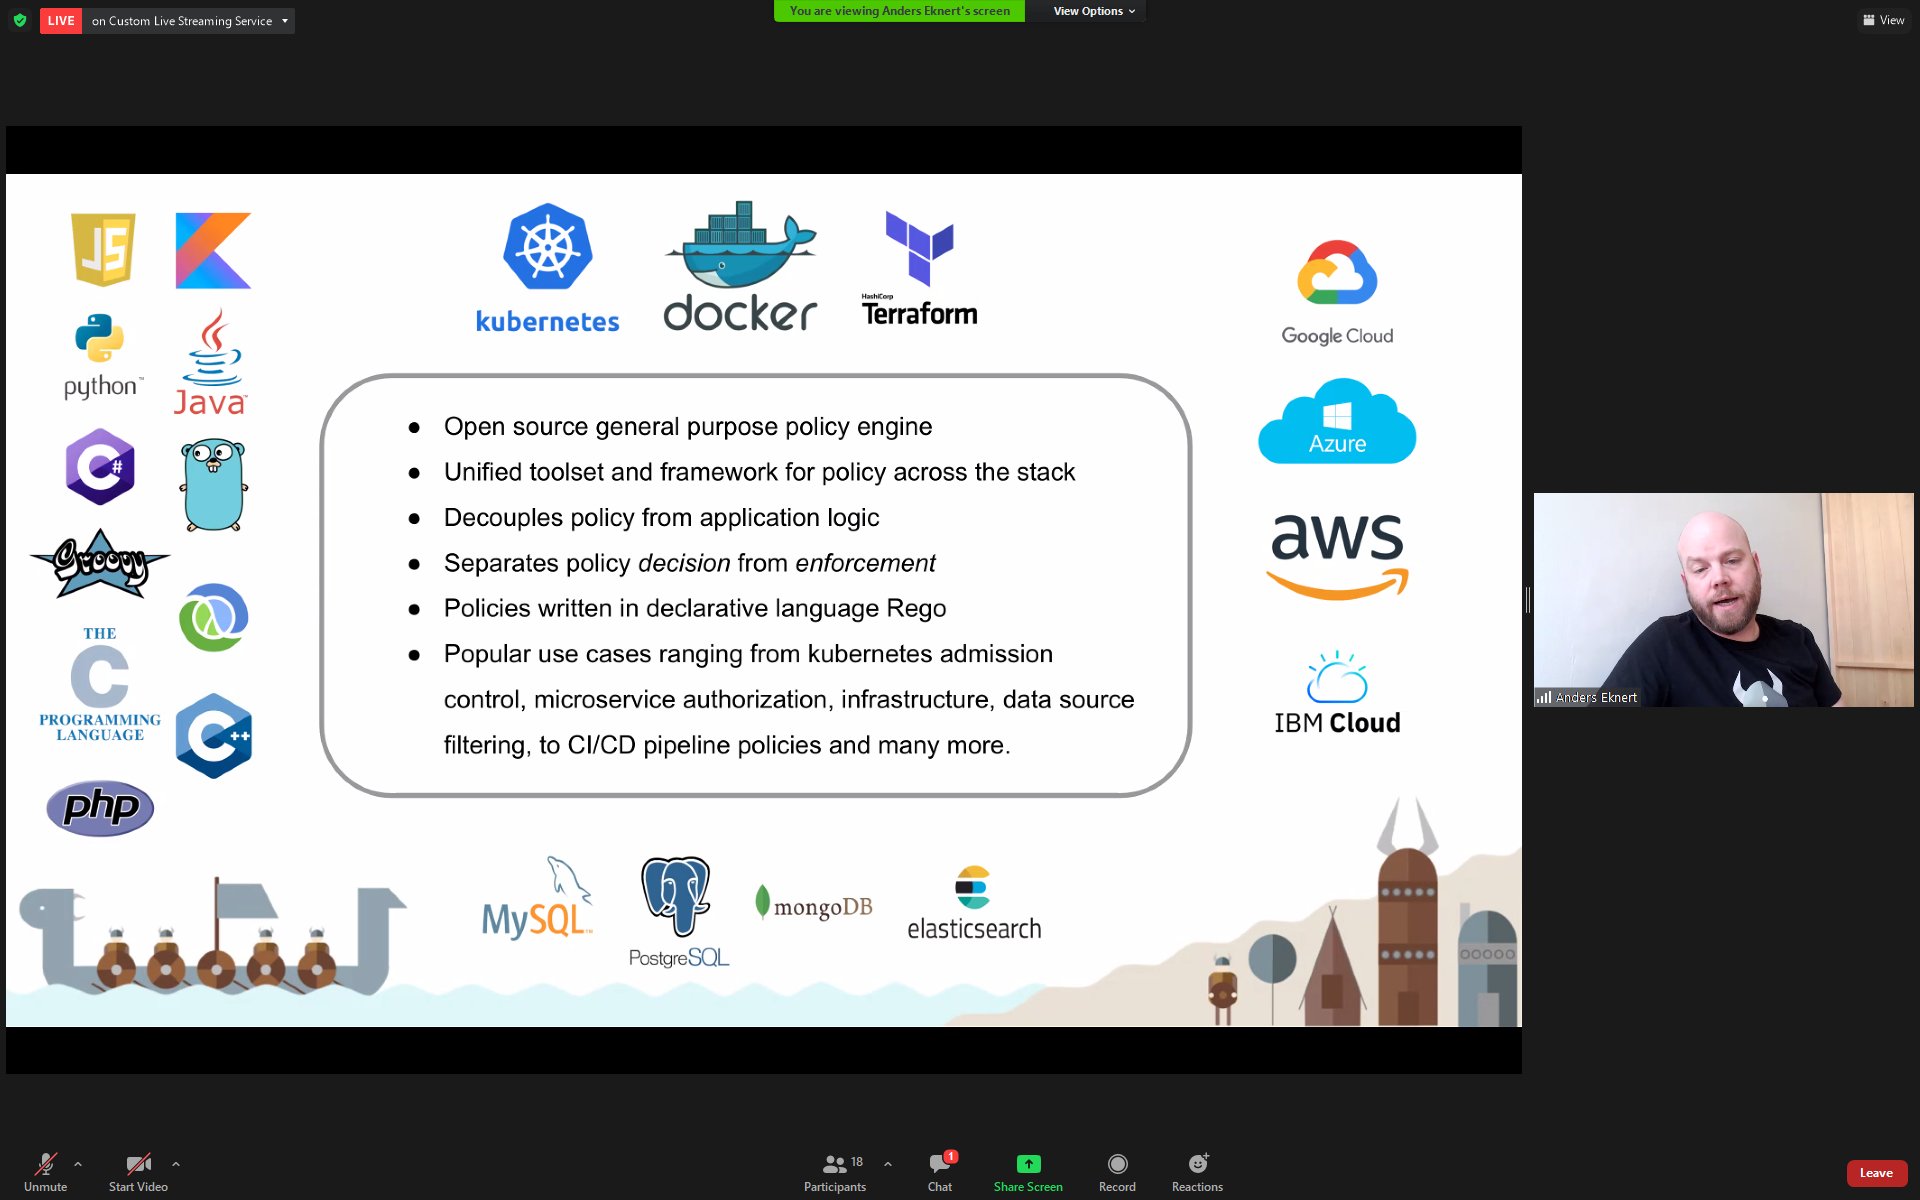 LIVE
on Custom Live Streaming Service
You are viewing Anders Eknert's screen
View Options
View
JS
python™
Java™
C#
Groovy
THE
C
PROGRAMMING
LANGUAGE
C++
php
kubernetes
docker
HashiCorp
Terraform
Google Cloud
Azure
aws
IBM Cloud
● Open source general purpose policy engine
● Unified toolset and framework for policy across the stack
● Decouples policy from application logic
● Separates policy decision from enforcement
● Policies written in declarative language Rego
● Popular use cases ranging from kubernetes admission
control, microservice authorization, infrastructure, data source
filtering, to CI/CD pipeline policies and many more.
MySQL™
PostgreSQL
mongoDB
elasticsearch
Anders Eknert
Unmute
Start Video
18
Participants
1
Chat
Share Screen
Record
Reactions
Leave